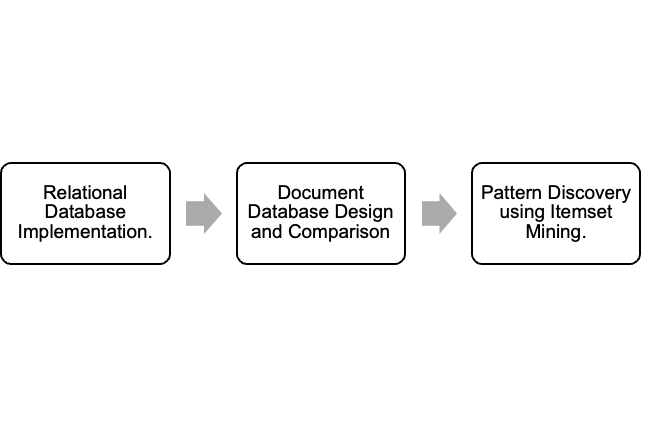 Relational
Database
Implementation.
Document
Database Design
and Comparison
Pattern Discovery
using Itemset
Mining.